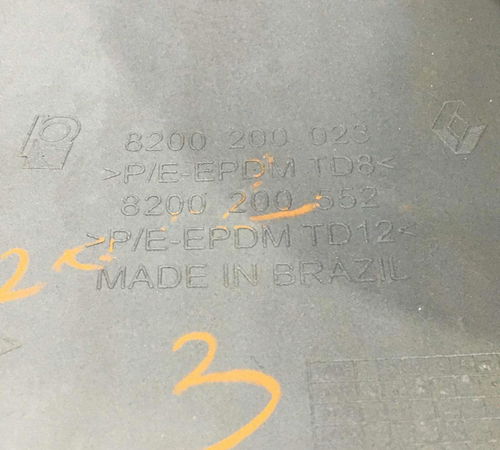 8200 200 023
>P/E-EPDM TD8<
8200 200 552
>P/E-EPDM TD12<
MADE IN BRAZIL
2
3